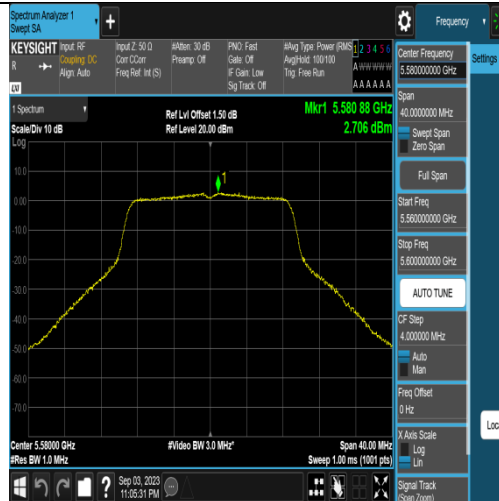 Spectrum Analyzer 1
Swept SA
Frequency
KEYSIGHT
R
Input: RF
Coupling: DC
Align: Auto
Input Z: 50 Ω
Corr CCorr
Freq Ref: Int (S)
#Atten: 30 dB
Preamp: Off
PNO: Fast
Gate: Off
IF Gain: Low
Sig Track: Off
#Avg Type: Power (RMS
Avg|Hold: 100/100
Trig: Free Run
1 2 3 4 5 6
A W W W W W
A A A A A A
1 Spectrum
Scale/Div 10 dB
Log
Ref Lvl Offset 1.50 dB
Ref Level 20.00 dBm
Mkr1 5.580 88 GHz
2.706 dBm
1
10.0
0.00
-10.0
-20.0
-30.0
-40.0
-50.0
-60.0
-70.0
Center 5.58000 GHz
#Res BW 1.0 MHz
#Video BW 3.0 MHz*
Span 40.00 MHz
Sweep 1.00 ms (1001 pts)
Sep 03, 2023
11:05:31 PM
Center Frequency
5.580000000 GHz
Settings
Span
40.0000000 MHz
Swept Span
Zero Span
Full Span
Start Freq
5.560000000 GHz
Stop Freq
5.600000000 GHz
AUTO TUNE
CF Step
4.000000 MHz
Auto
Man
Freq Offset
0 Hz
X Axis Scale
Log
Lin
Loc
Signal Track
(Span Zoom)